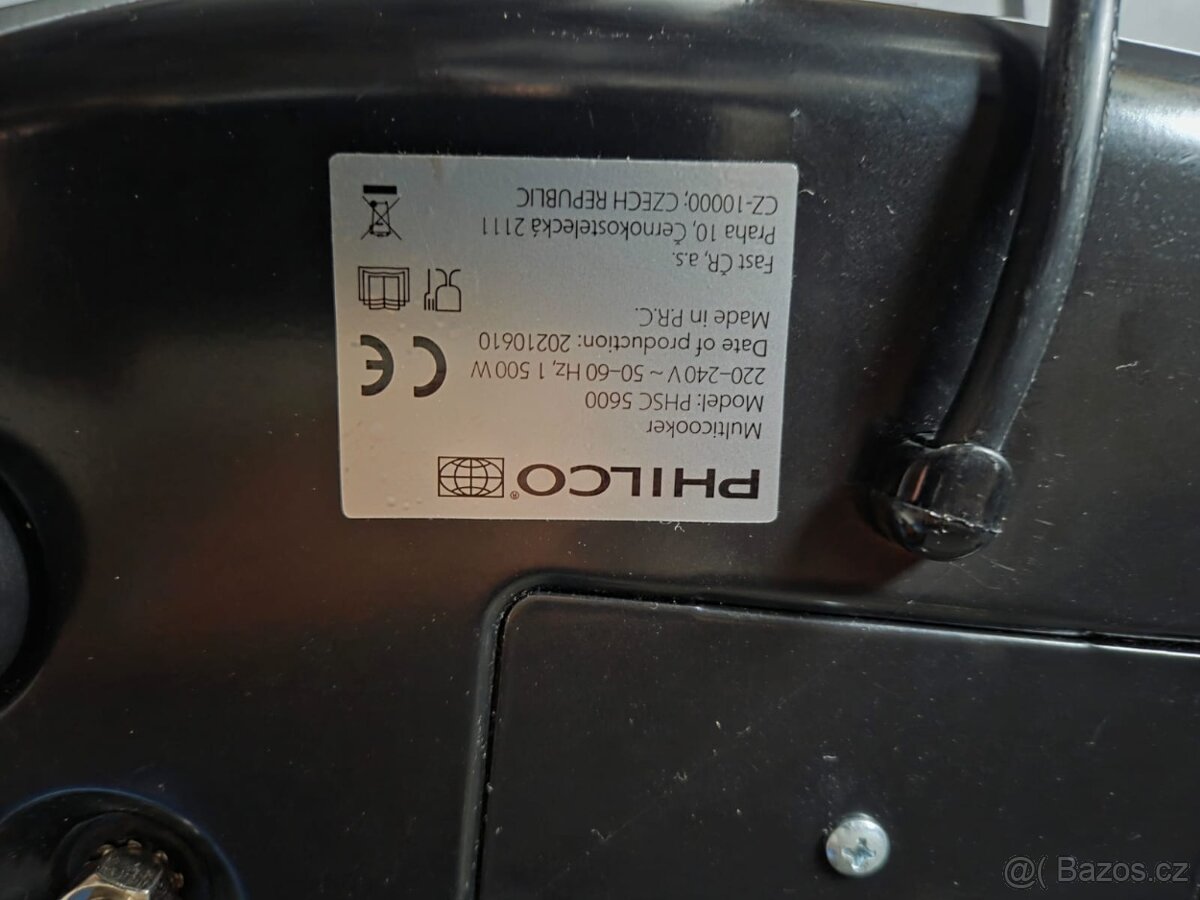 PHILCO®
Multicooker
Model: PHSC 5600
220–240 V ~ 50–60 Hz, 1 500 W
Date of production: 20210610
Made in P.R.C.
CE
Fast ČR, a.s.
Praha 10, Černokostelecká 2111
CZ-10000; CZECH REPUBLIC
@( Bazos.cz